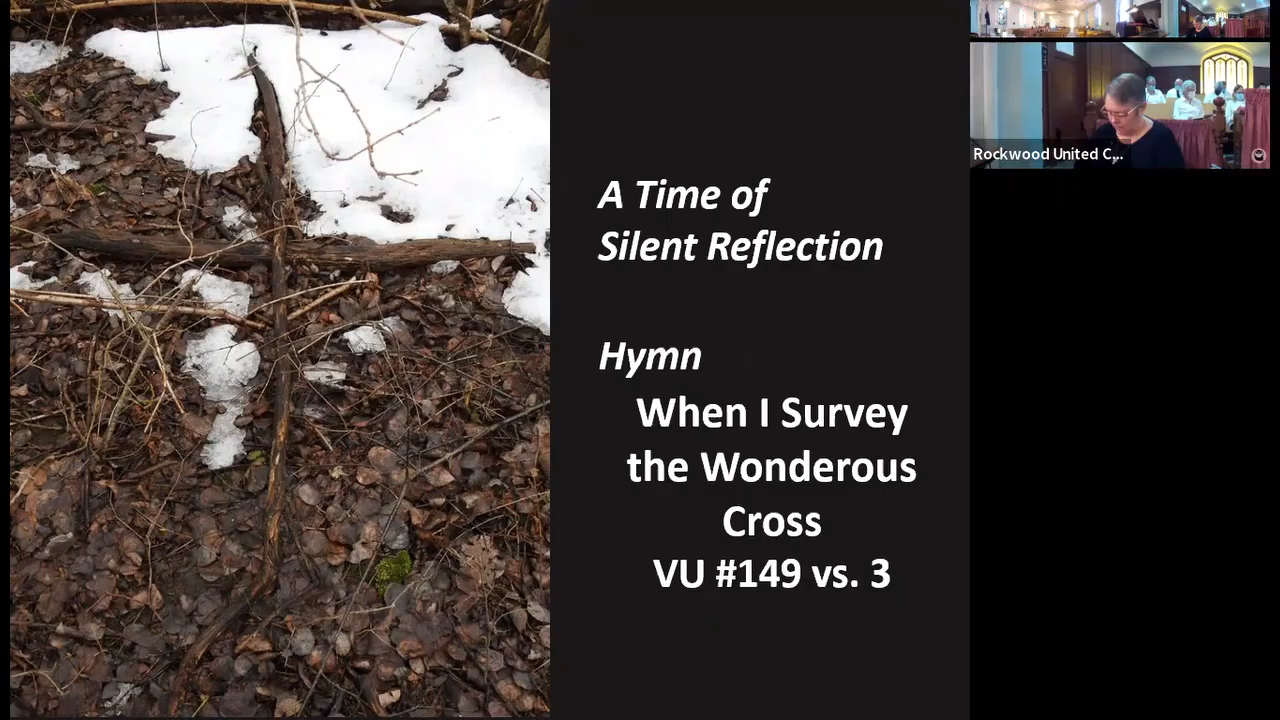 A Time of
Silent Reflection
Hymn
When I Survey
the Wonderous
Cross
VU #149 vs. 3
Rockwood United C...